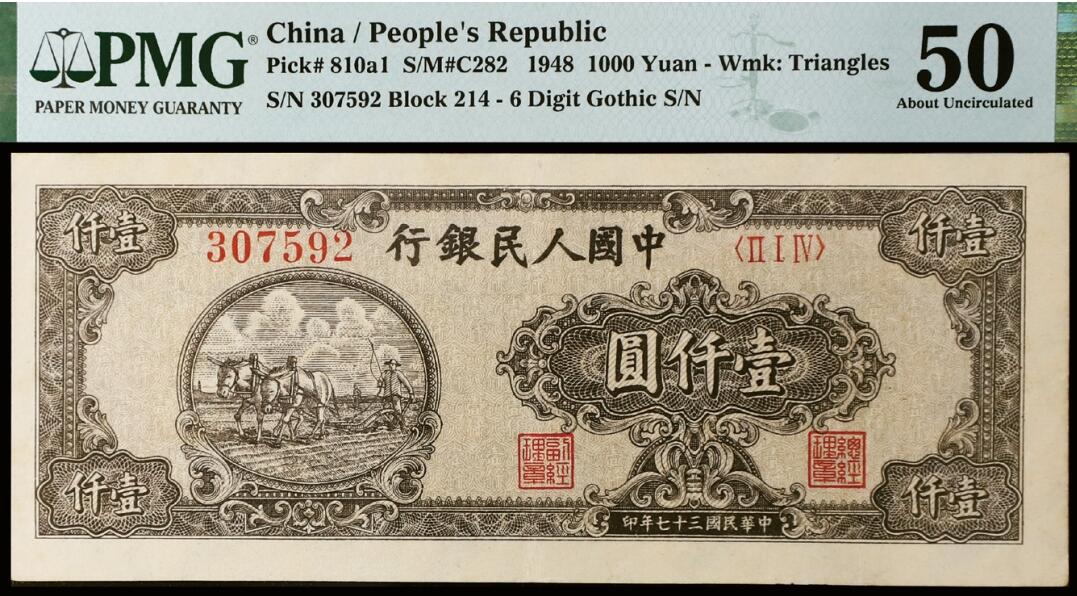 PMG®
PAPER MONEY GUARANTY
China / People's Republic
Pick# 810a1 S/M#C282 1948 1000 Yuan - Wmk: Triangles
S/N 307592 Block 214 - 6 Digit Gothic S/N
50
About Uncirculated
仟壹
仟壹
307592
行銀民人國中
〈II I IV〉
圓仟壹
副經理章
總經理章
仟壹
仟壹
印年七十三國民華中